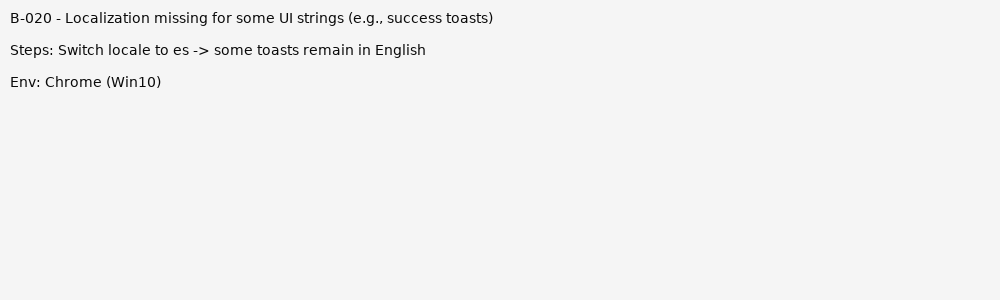 B-020 - Localization missing for some UI strings (e.g., success toasts)
Steps: Switch locale to es -> some toasts remain in English
Env: Chrome (Win10)